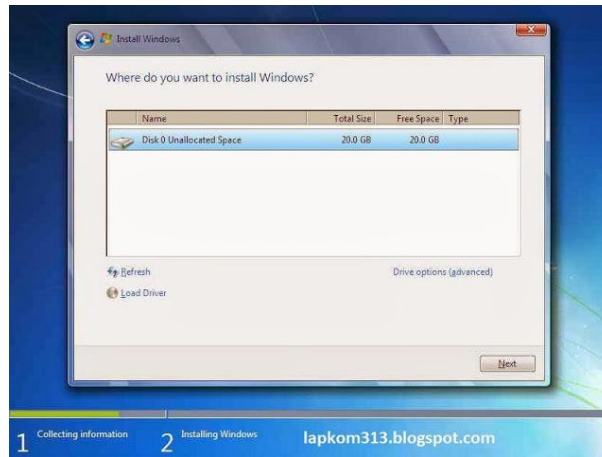 Install Windows
Where do you want to install Windows?
Name Total Size Free Space Type
Disk 0 Unallocated Space 20.0 GB 20.0 GB
Refresh Drive options (advanced)
Load Driver
Next
1 Collecting information 2 Installing Windows lapkom313.blogspot.com